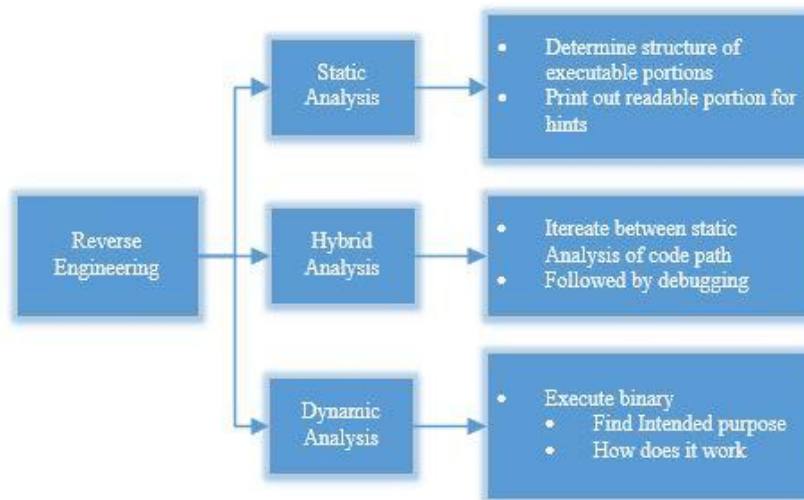 Static
Analysis
• Determine structure of
executable portions
• Print out readable portion for
hints
Reverse
Engineering
Hybrid
Analysis
• Itereate between static
Analysis of code path
• Followed by debugging
Dynamic
Analysis
• Execute binary
• Find Intended purpose
• How does it work